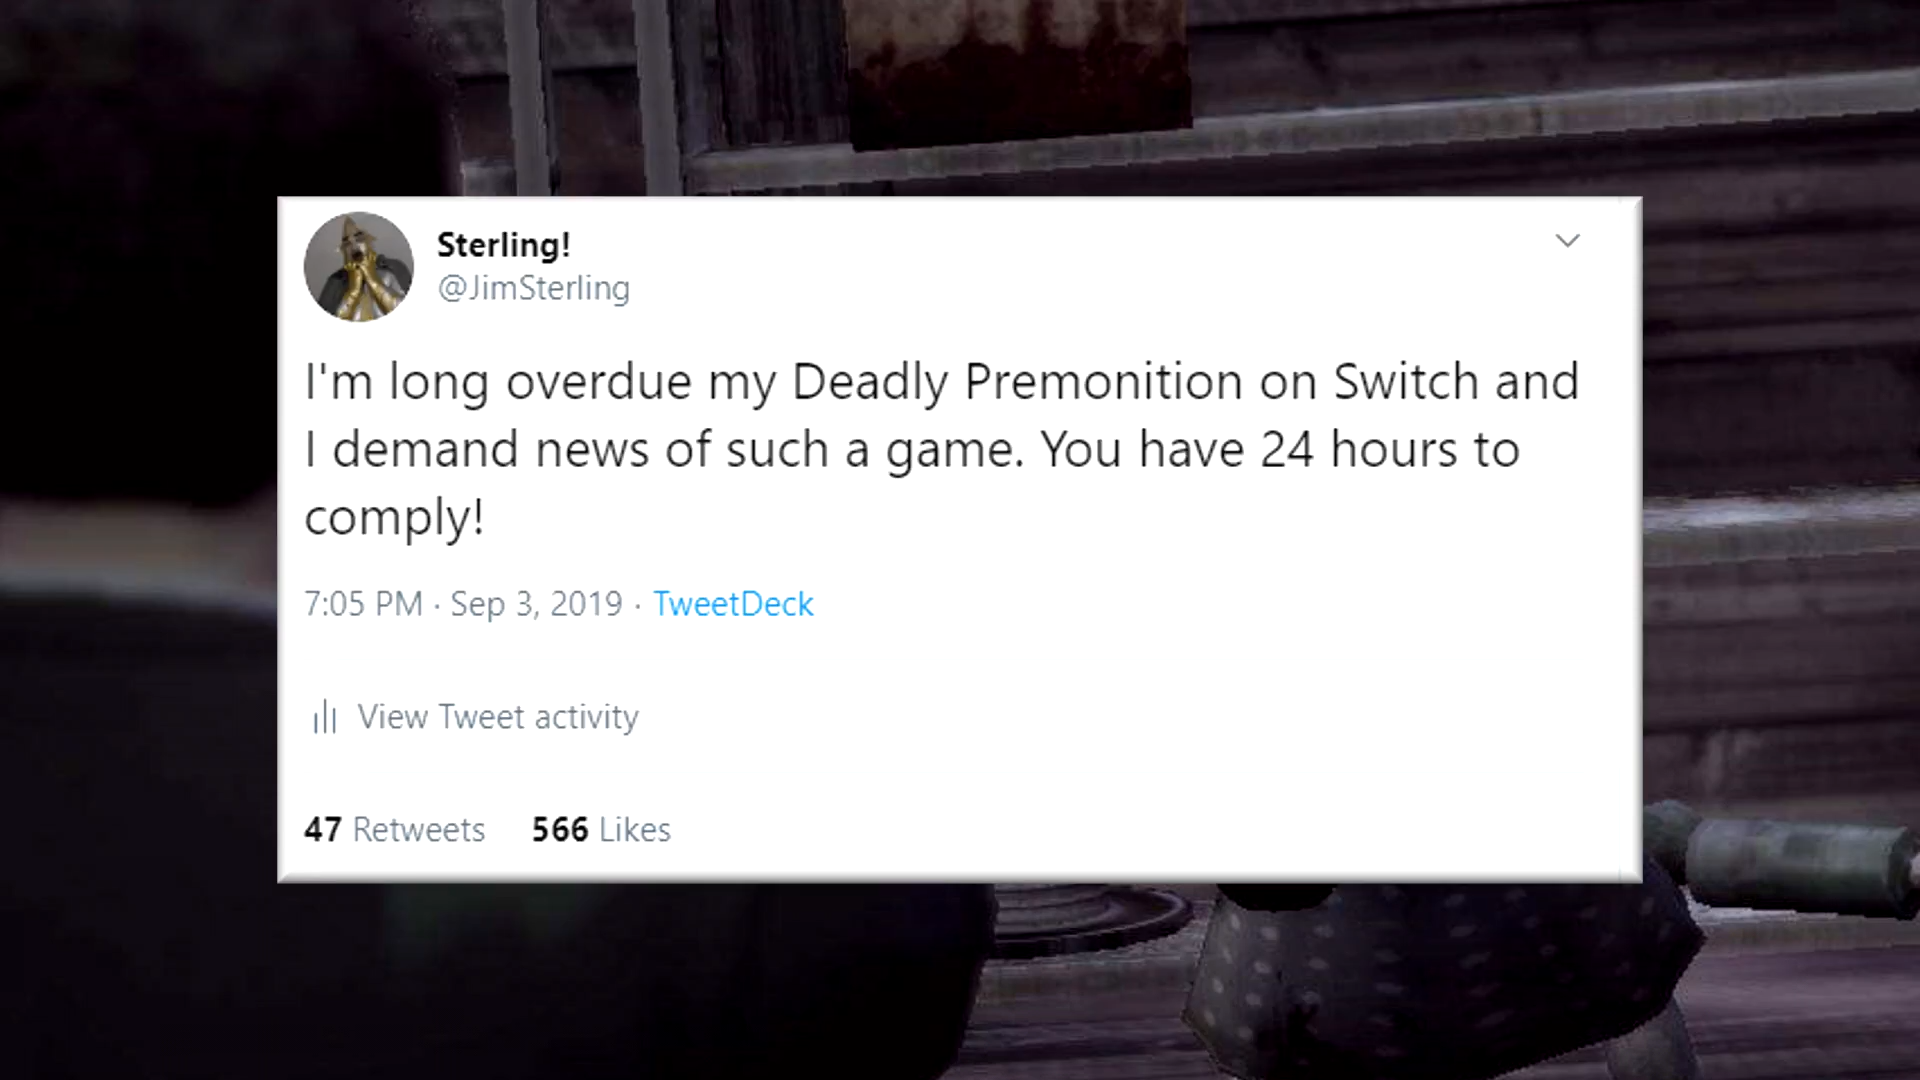 Sterling!
@JimSterling
I'm long overdue my Deadly Premonition on Switch and
I demand news of such a game. You have 24 hours to
comply!
7:05 PM · Sep 3, 2019 · TweetDeck
View Tweet activity
47 Retweets 566 Likes